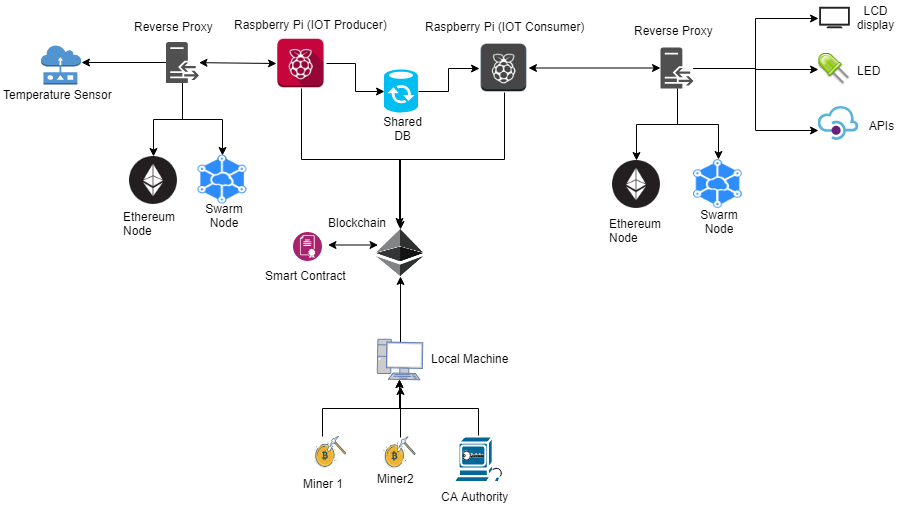 Reverse Proxy
Raspberry Pi (IOT Producer)
Raspberry Pi (IOT Consumer)
Reverse Proxy
LCD
display
Temperature Sensor
LED
Shared
DB
APIs
Ethereum
Node
Swarm
Node
Ethereum
Node
Swarm
Node
Blockchain
Smart Contract
Local Machine
Miner 1
Miner2
CA Authority